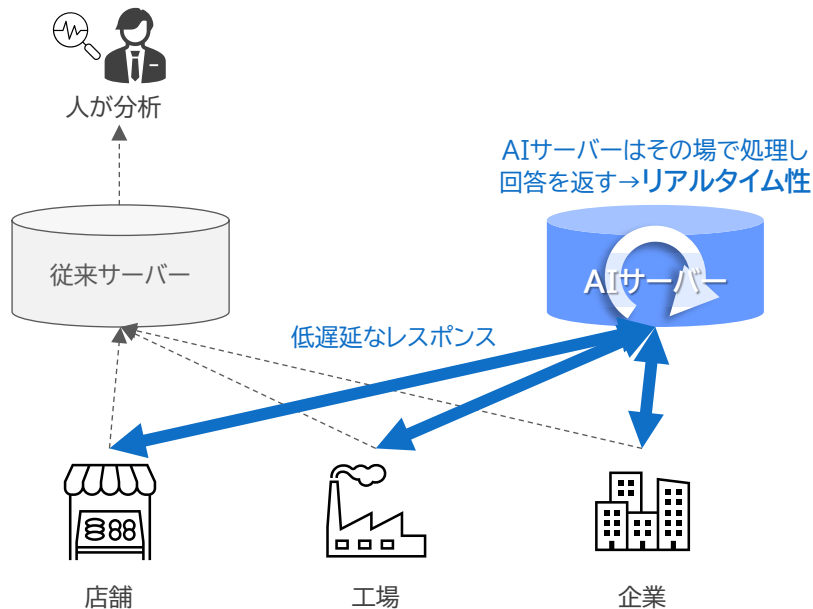 人が分析
AIサーバーはその場で処理し
回答を返す→リアルタイム性
従来サーバー
AIサーバー
低遅延なレスポンス
店舗
工場
企業